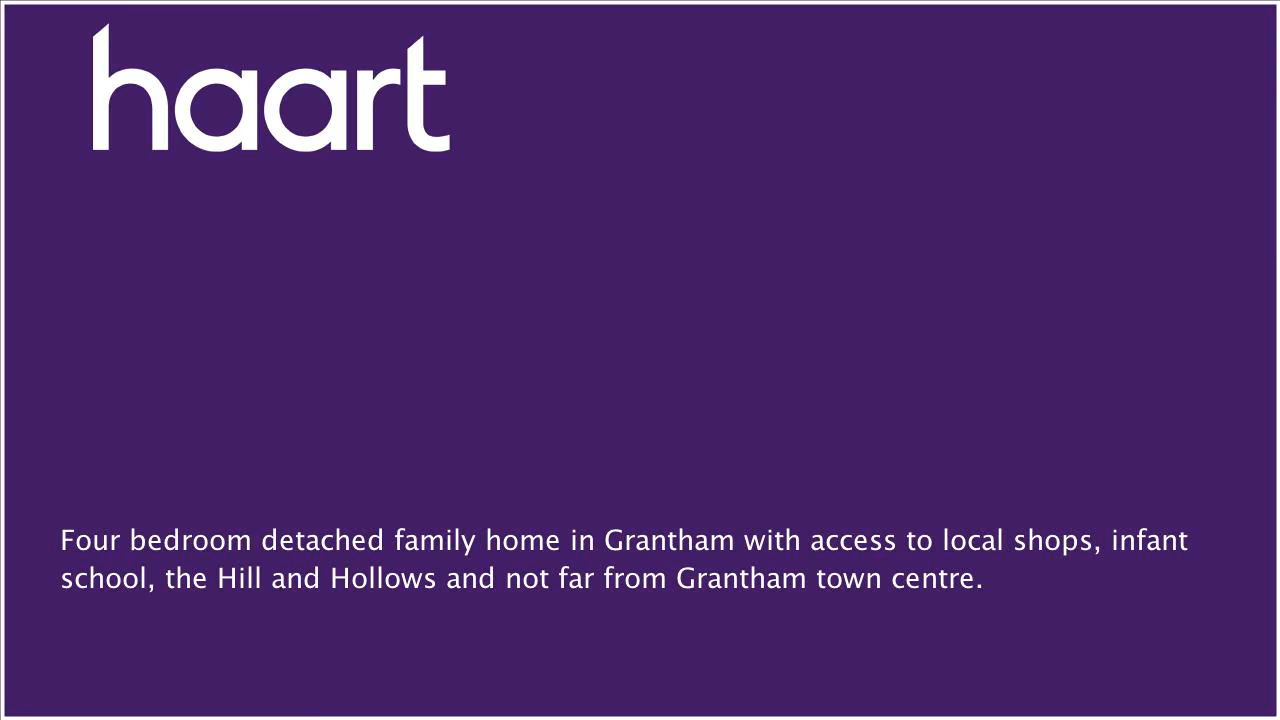 haart
Four bedroom detached family home in Grantham with access to local shops, infant
school, the Hill and Hollows and not far from Grantham town centre.